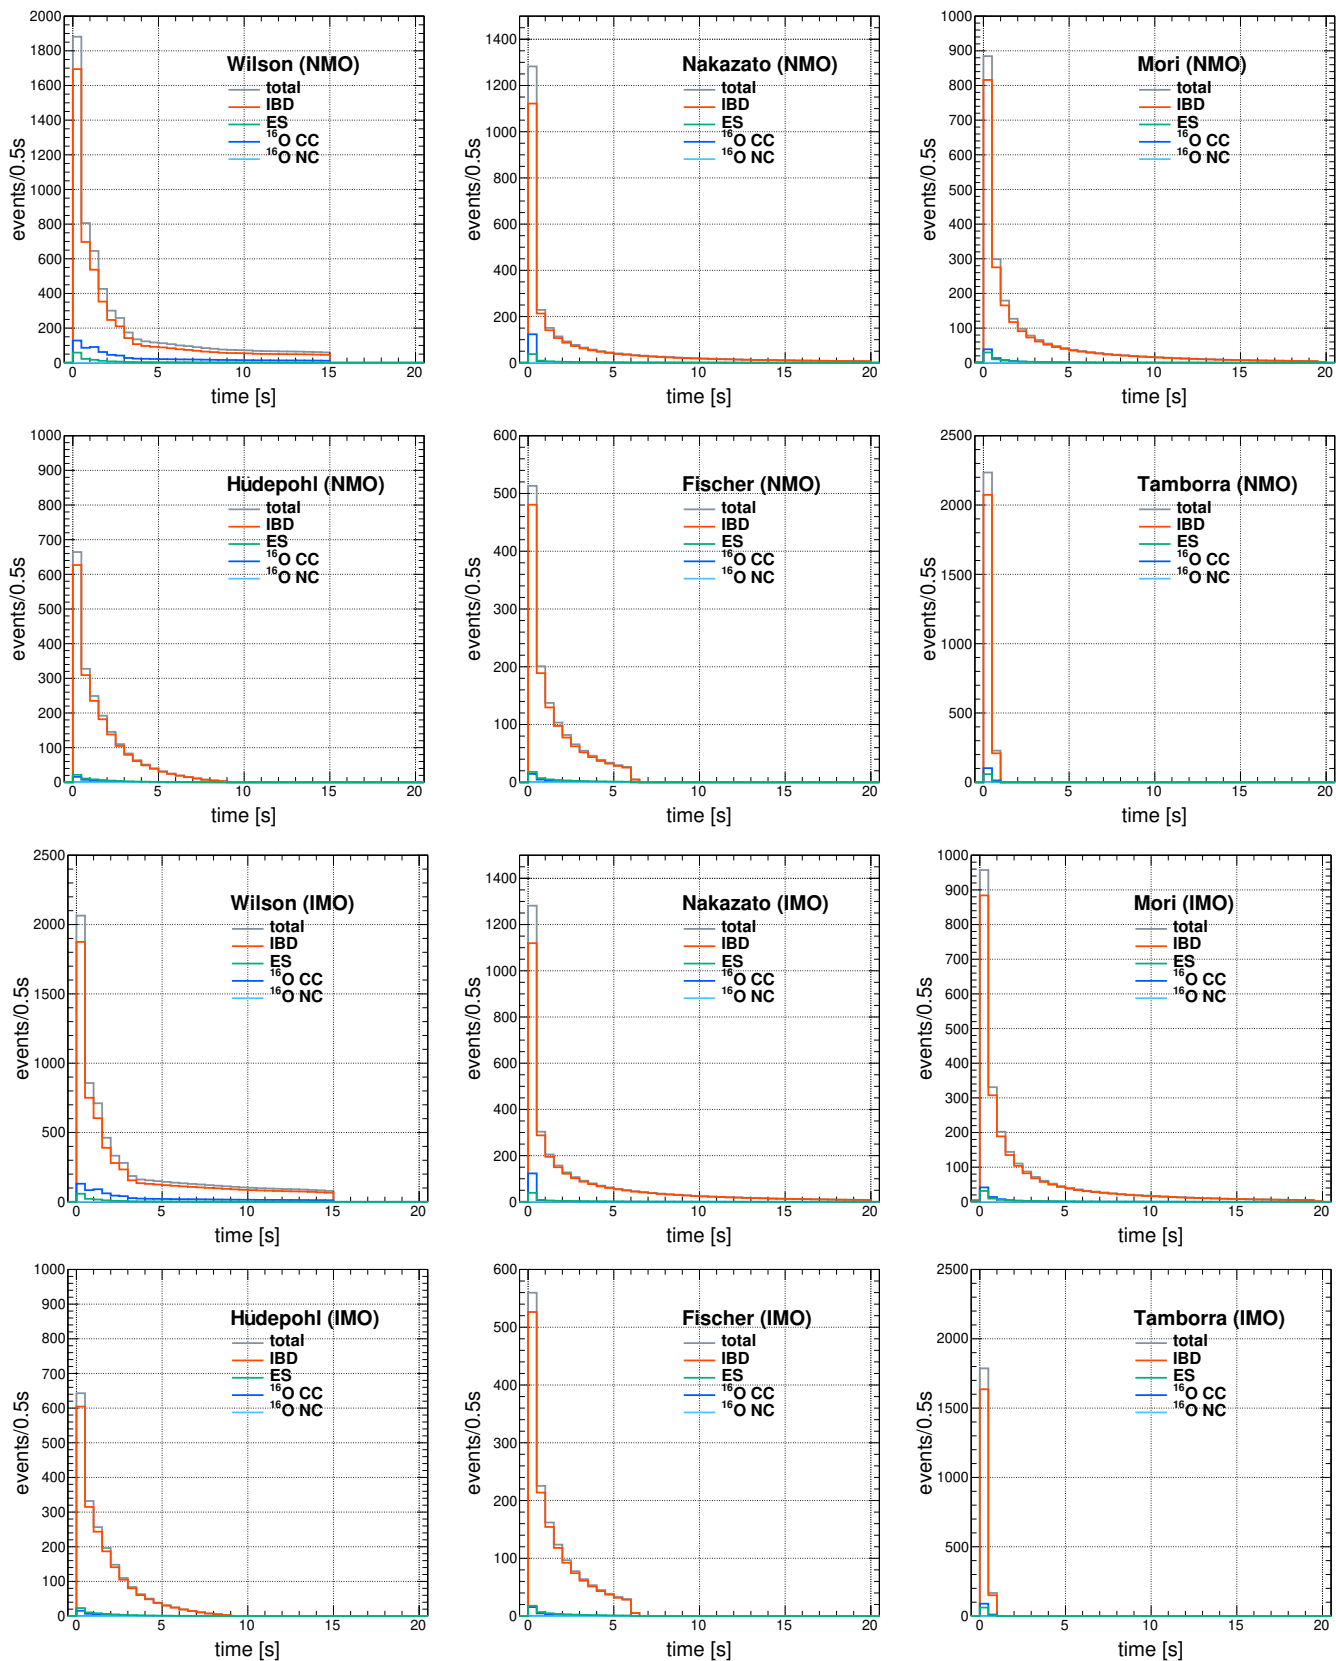 Wilson (NMO)
total
IBD
ES
16O CC
16O NC
events/0.5s
2000
1800
1600
1400
1200
1000
800
600
400
200
0
0 5 10 15 20
time [s]
Nakazato (NMO)
total
IBD
ES
16O CC
16O NC
events/0.5s
1400
1200
1000
800
600
400
200
0
0 5 10 15 20
time [s]
Mori (NMO)
total
IBD
ES
16O CC
16O NC
events/0.5s
1000
900
800
700
600
500
400
300
200
100
0
0 5 10 15 20
time [s]
Hüdepohl (NMO)
total
IBD
ES
16O CC
16O NC
events/0.5s
1000
900
800
700
600
500
400
300
200
100
0
0 5 10 15 20
time [s]
Fischer (NMO)
total
IBD
ES
16O CC
16O NC
events/0.5s
600
500
400
300
200
100
0
0 5 10 15 20
time [s]
Tamborra (NMO)
total
IBD
ES
16O CC
16O NC
events/0.5s
2500
2000
1500
1000
500
0
0 5 10 15 20
time [s]
Wilson (IMO)
total
IBD
ES
16O CC
16O NC
events/0.5s
2500
2000
1500
1000
500
0
0 5 10 15 20
time [s]
Nakazato (IMO)
total
IBD
ES
16O CC
16O NC
events/0.5s
1400
1200
1000
800
600
400
200
0
0 5 10 15 20
time [s]
Mori (IMO)
total
IBD
ES
16O CC
16O NC
events/0.5s
1000
900
800
700
600
500
400
300
200
100
0
0 5 10 15 20
time [s]
Hüdepohl (IMO)
total
IBD
ES
16O CC
16O NC
events/0.5s
1000
900
800
700
600
500
400
300
200
100
0
0 5 10 15 20
time [s]
Fischer (IMO)
total
IBD
ES
16O CC
16O NC
events/0.5s
600
500
400
300
200
100
0
0 5 10 15 20
time [s]
Tamborra (IMO)
total
IBD
ES
16O CC
16O NC
events/0.5s
2500
2000
1500
1000
500
0
0 5 10 15 20
time [s]